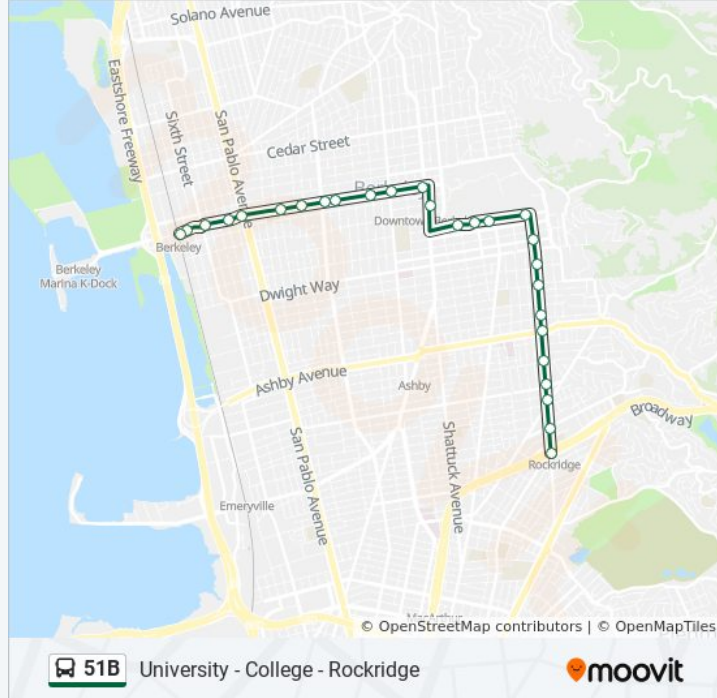 Solano Avenue
Eastshore Freeway
Sixth Street
San Pablo Avenue
Cedar Street
Downtown
Berkeley
Berkeley
Marina K-Dock
Dwight Way
Ashby Avenue
Ashby
Broadway
Shattuck Avenue
San Pablo Avenue
Rockridge
Emeryville
© OpenStreetMap contributors | © OpenMapTiles
51B
University - College - Rockridge
moovit